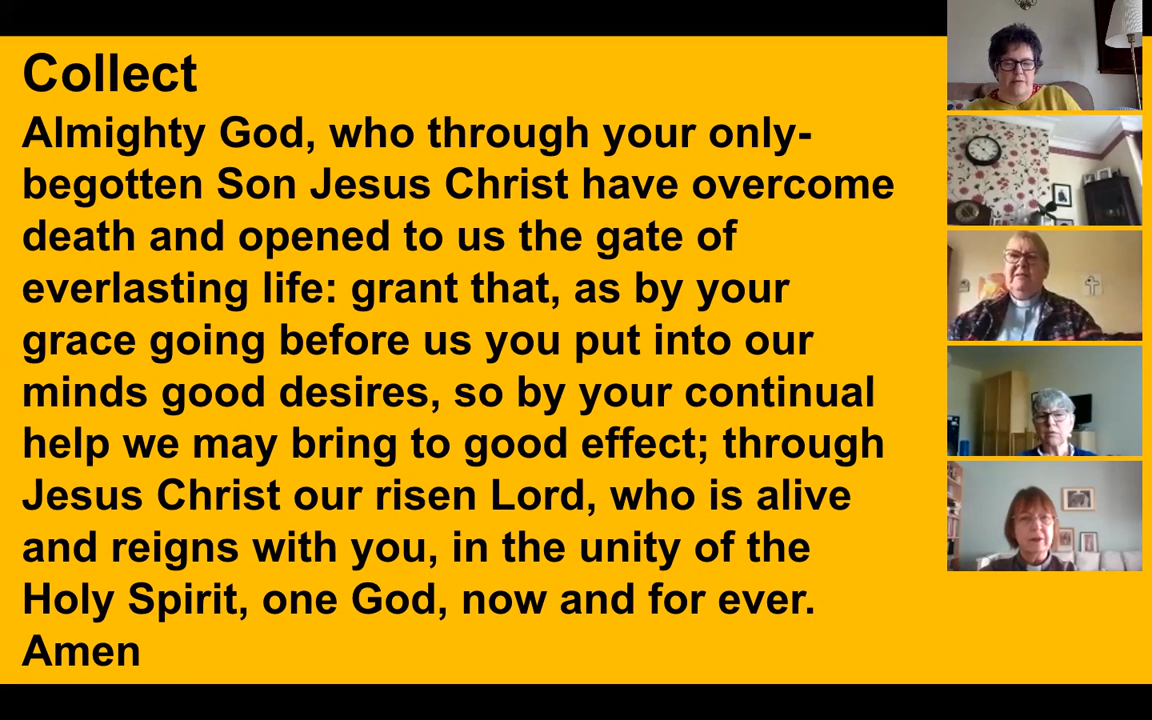 Collect
Almighty God, who through your only-
begotten Son Jesus Christ have overcome
death and opened to us the gate of
everlasting life: grant that, as by your
grace going before us you put into our
minds good desires, so by your continual
help we may bring to good effect; through
Jesus Christ our risen Lord, who is alive
and reigns with you, in the unity of the
Holy Spirit, one God, now and for ever.
Amen